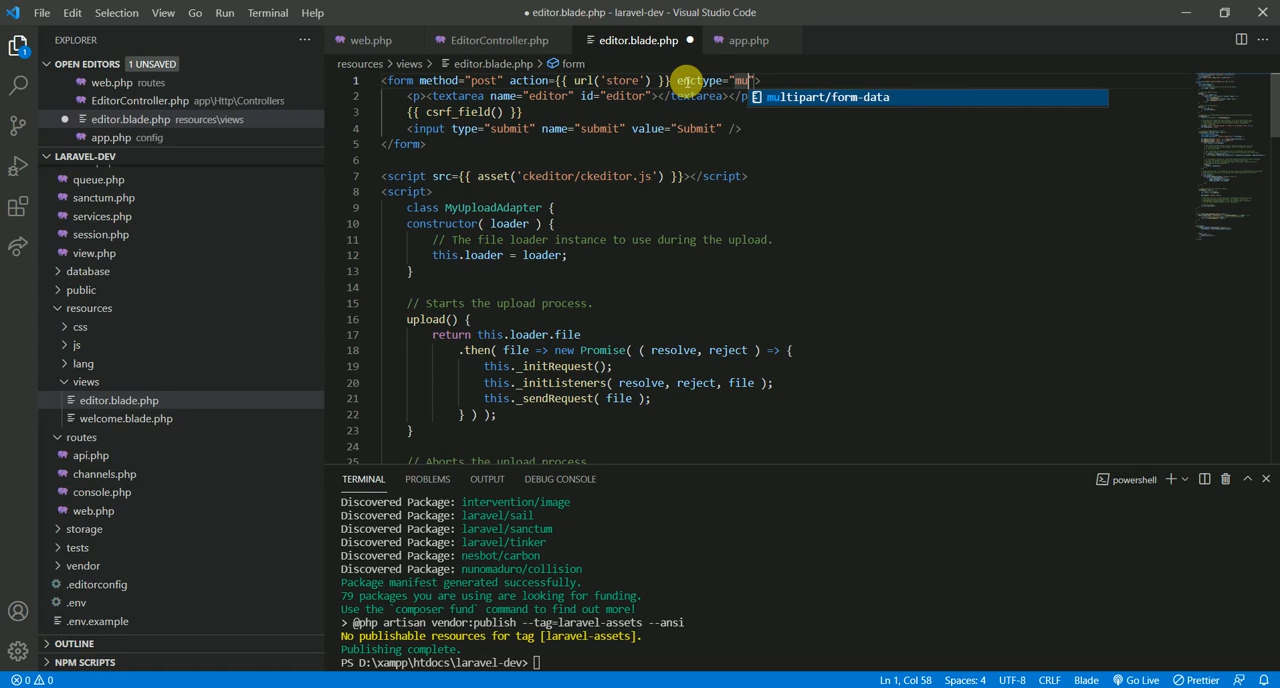 File Edit Selection View Go Run Terminal Help
● editor.blade.php - laravel-dev - Visual Studio Code
EXPLORER
OPEN EDITORS 1 UNSAVED
web.php routes
EditorController.php app\Http\Controllers
editor.blade.php resources\views
app.php config
LARAVEL-DEV
queue.php
sanctum.php
services.php
session.php
view.php
database
public
resources
css
js
lang
views
editor.blade.php
welcome.blade.php
routes
api.php
channels.php
console.php
web.php
storage
tests
vendor
.editorconfig
.env
.env.example
OUTLINE
NPM SCRIPTS
web.php EditorController.php editor.blade.php app.php
resources > views > editor.blade.php > form
1 <form method="post" action={{ url('store') }} enctype="mu">
multipart/form-data
2 <p><textarea name="editor" id="editor"></textarea></p
3 {{ csrf_field() }}
4 <input type="submit" name="submit" value="Submit" />
5 </form>
6
7 <script src={{ asset('ckeditor/ckeditor.js') }}></script>
8 <script>
9 class MyUploadAdapter {
10 constructor( loader ) {
11 // The file loader instance to use during the upload.
12 this.loader = loader;
13 }
14
15 // Starts the upload process.
16 upload() {
17 return this.loader.file
18 .then( file => new Promise( ( resolve, reject ) => {
19 this._initRequest();
20 this._initListeners( resolve, reject, file );
21 this._sendRequest( file );
22 } ) );
23 }
24
25 // Aborts the upload process
TERMINAL PROBLEMS OUTPUT DEBUG CONSOLE
powershell
Discovered Package: intervention/image
Discovered Package: laravel/sail
Discovered Package: laravel/sanctum
Discovered Package: laravel/tinker
Discovered Package: nesbot/carbon
Discovered Package: nunomaduro/collision
Package manifest generated successfully.
79 packages you are using are looking for funding.
Use the `composer fund` command to find out more!
> @php artisan vendor:publish --tag=laravel-assets --ansi
No publishable resources for tag [laravel-assets].
Publishing complete.
PS D:\xampp\htdocs\laravel-dev>
0 0 Ln 1, Col 58 Spaces: 4 UTF-8 CRLF Blade Go Live Prettier